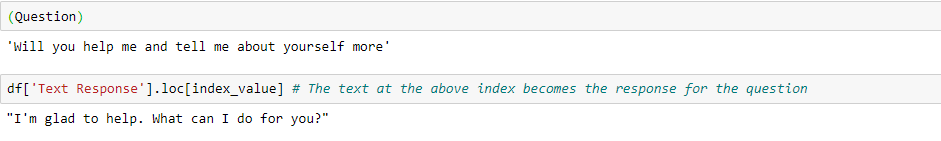 (Question)
'Will you help me and tell me about yourself more'
df['Text Response'].loc[index_value] # The text at the above index becomes the response for the question
"I'm glad to help. What can I do for you?"